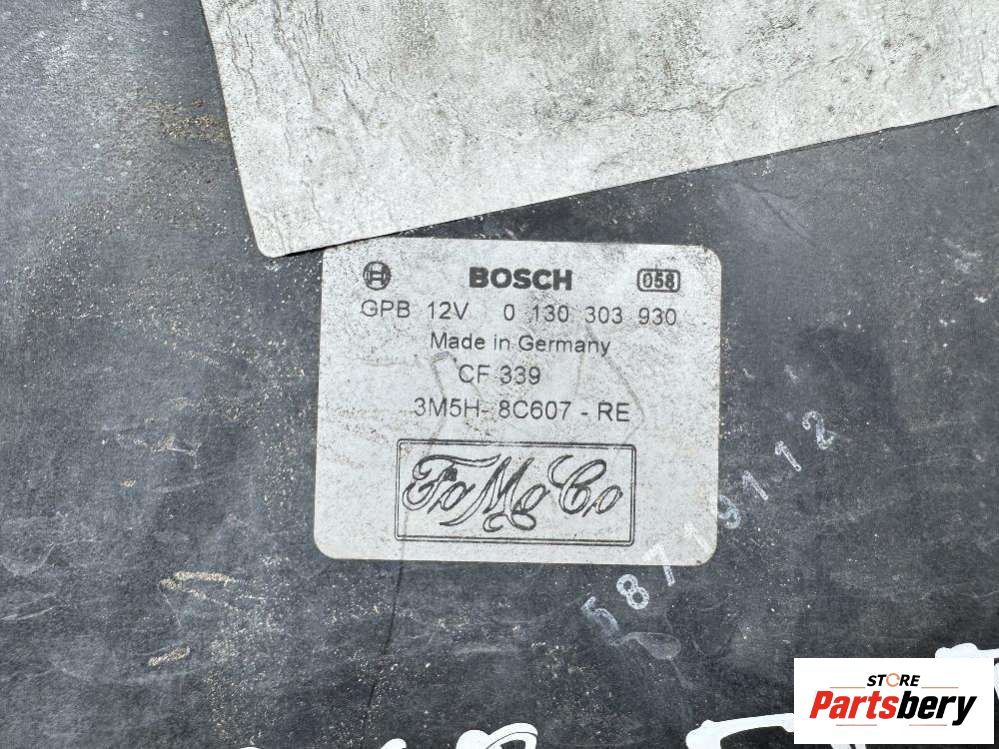 BOSCH 058
GPB 12V 0 130 303 930
Made in Germany
CF 339
3M5H- 8C607 - RE
FoMoCo
58719112
STORE
Partsbery